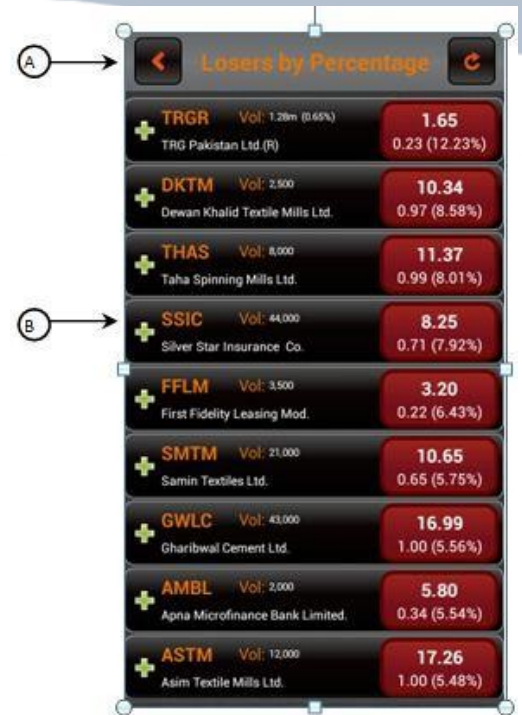 A
Losers by Percentage
TRGR Vol: 1.28m (0.65%) 1.65
TRG Pakistan Ltd.(R) 0.23 (12.23%)
DKTM Vol: 2,500 10.34
Dewan Khalid Textile Mills Ltd. 0.97 (8.58%)
THAS Vol: 8,000 11.37
Taha Spinning Mills Ltd. 0.99 (8.01%)
B
SSIC Vol: 44,000 8.25
Silver Star Insurance Co. 0.71 (7.92%)
FFLM Vol: 3,500 3.20
First Fidelity Leasing Mod. 0.22 (6.43%)
SMTM Vol: 21,000 10.65
Samin Textiles Ltd. 0.65 (5.75%)
GWLC Vol: 43,000 16.99
Gharibwal Cement Ltd. 1.00 (5.56%)
AMBL Vol: 2,000 5.80
Apna Microfinance Bank Limited. 0.34 (5.54%)
ASTM Vol: 12,000 17.26
Asim Textile Mills Ltd. 1.00 (5.48%)